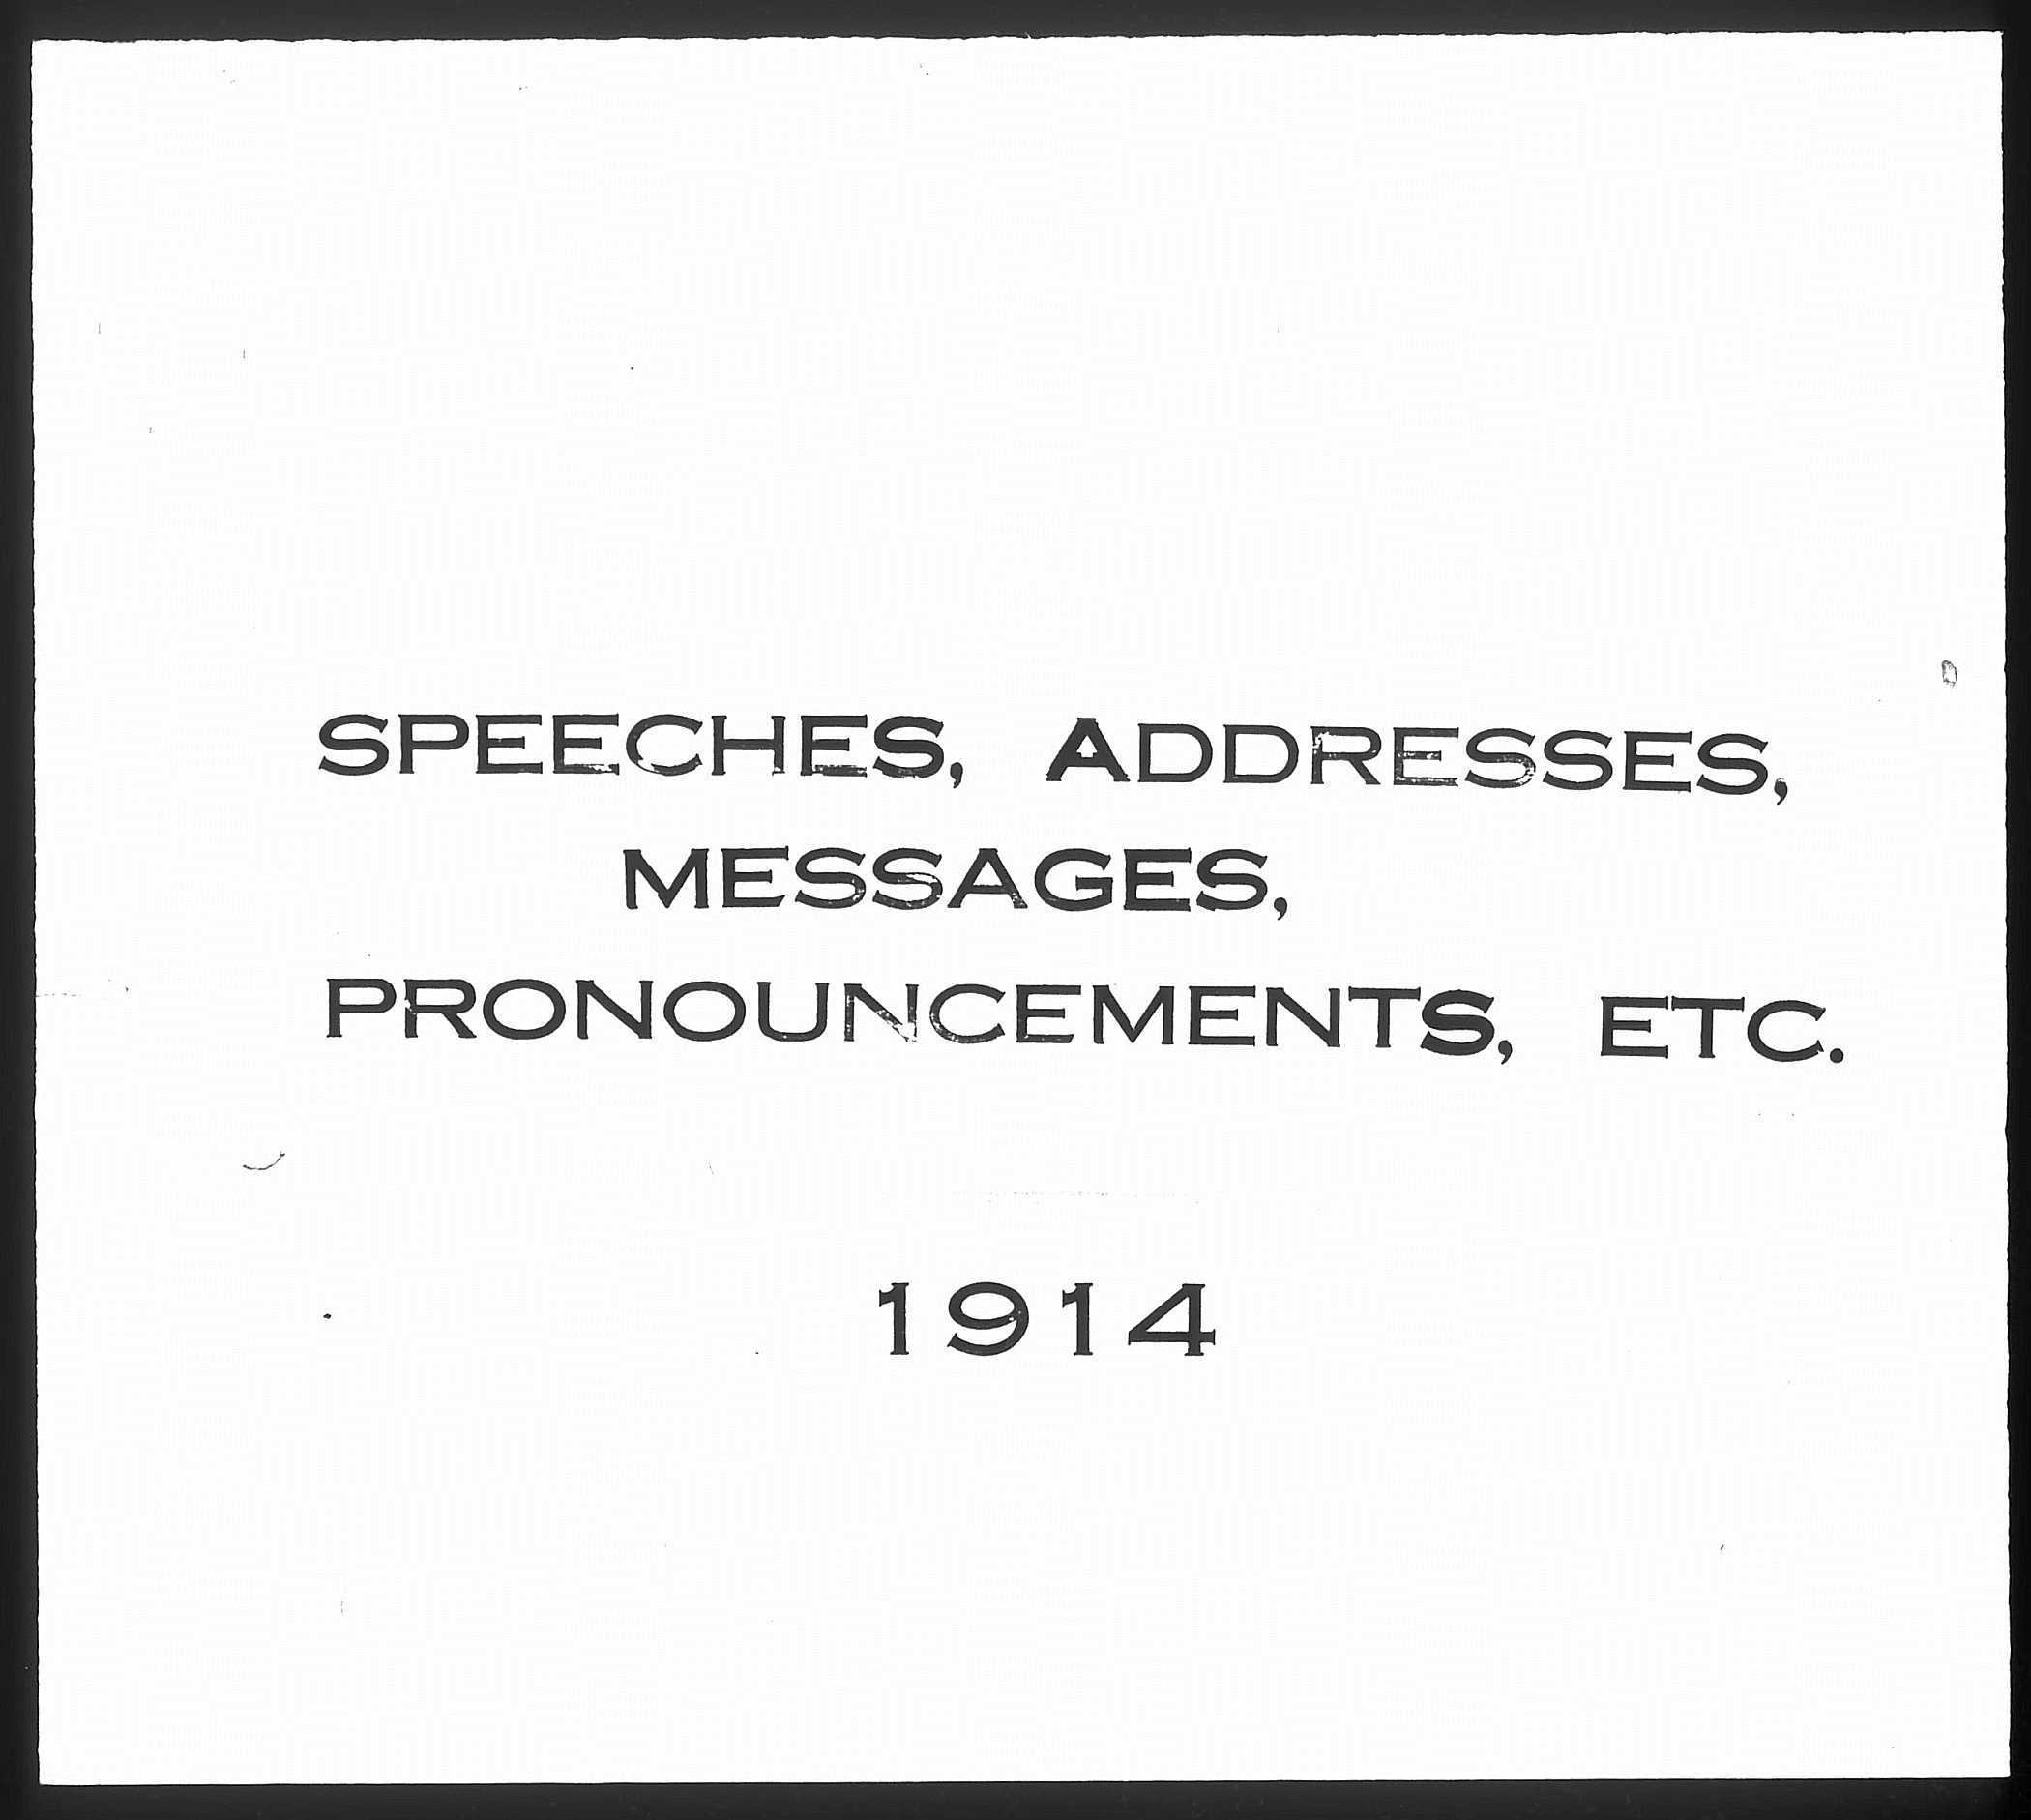 SPEECHES, ADDRESSES,
MESSAGES,
PRONOUNCEMENTS, ETC.
1914